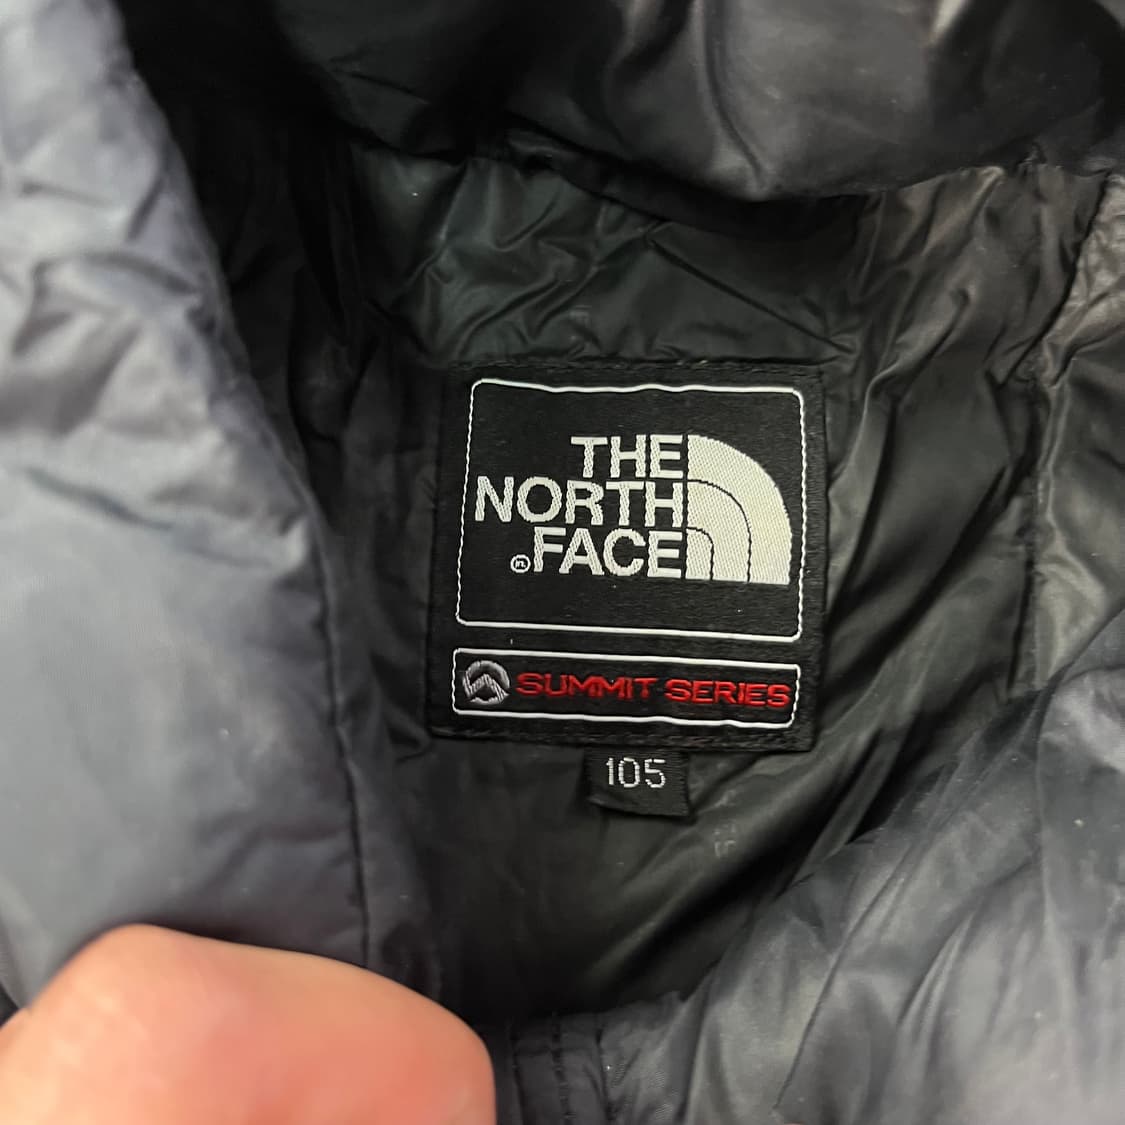 THE
NORTH
FACE
SUMMIT SERIES
105